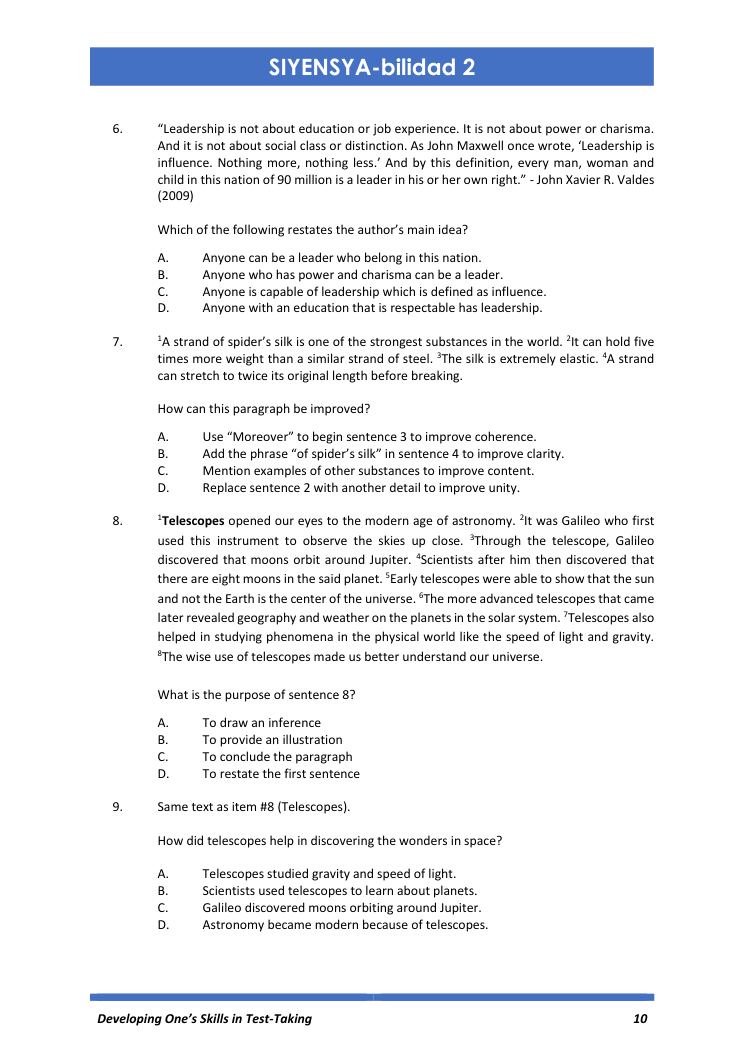 SIYENSYA-bilidad 2
6. “Leadership is not about education or job experience. It is not about power or charisma.
And it is not about social class or distinction. As John Maxwell once wrote, ‘Leadership is
influence. Nothing more, nothing less.’ And by this definition, every man, woman and
child in this nation of 90 million is a leader in his or her own right.” - John Xavier R. Valdes
(2009)
Which of the following restates the author’s main idea?
A. Anyone can be a leader who belong in this nation.
B. Anyone who has power and charisma can be a leader.
C. Anyone is capable of leadership which is defined as influence.
D. Anyone with an education that is respectable has leadership.
7. ¹A strand of spider’s silk is one of the strongest substances in the world. ²It can hold five
times more weight than a similar strand of steel. ³The silk is extremely elastic. ⁴A strand
can stretch to twice its original length before breaking.
How can this paragraph be improved?
A. Use “Moreover” to begin sentence 3 to improve coherence.
B. Add the phrase “of spider’s silk” in sentence 4 to improve clarity.
C. Mention examples of other substances to improve content.
D. Replace sentence 2 with another detail to improve unity.
8. ¹Telescopes opened our eyes to the modern age of astronomy. ²It was Galileo who first
used this instrument to observe the skies up close. ³Through the telescope, Galileo
discovered that moons orbit around Jupiter. ⁴Scientists after him then discovered that
there are eight moons in the said planet. ⁵Early telescopes were able to show that the sun
and not the Earth is the center of the universe. ⁶The more advanced telescopes that came
later revealed geography and weather on the planets in the solar system. ⁷Telescopes also
helped in studying phenomena in the physical world like the speed of light and gravity.
⁸The wise use of telescopes made us better understand our universe.
What is the purpose of sentence 8?
A. To draw an inference
B. To provide an illustration
C. To conclude the paragraph
D. To restate the first sentence
9. Same text as item #8 (Telescopes).
How did telescopes help in discovering the wonders in space?
A. Telescopes studied gravity and speed of light.
B. Scientists used telescopes to learn about planets.
C. Galileo discovered moons orbiting around Jupiter.
D. Astronomy became modern because of telescopes.
Developing One’s Skills in Test-Taking 10